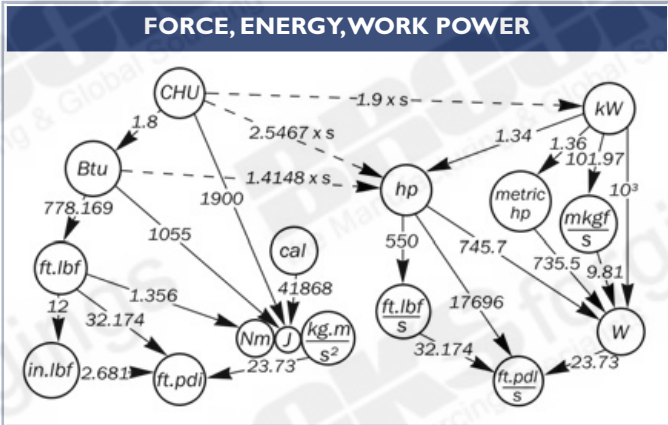 FORCE, ENERGY, WORK POWER
CHU
1.9 x s
kW
1.8
2.5467 x s
1.34
1.36
101.97
Btu
1.4148 x s
hp
metric
hp
mkgf
s
10³
778.169
1900
1055
cal
550
745.7
735.5
9.81
ft.lbf
1.356
41868
ft.lbf
s
17696
12
32.174
Nm
J
kg.m
s²
W
in.lbf
2.681
ft.pdi
23.73
32.174
ft.pdl
s
23.73